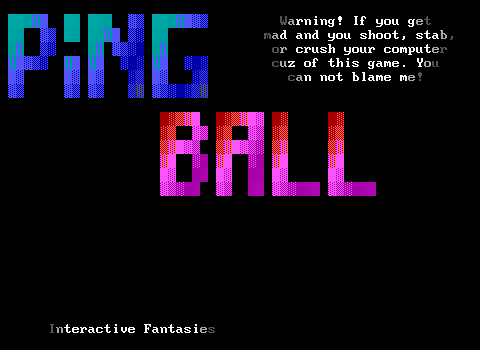 PiNG
Warning! If you get
mad and you shoot, stab,
or crush your computer
cuz of this game. You
can not blame me!
BALL
Interactive Fantasies